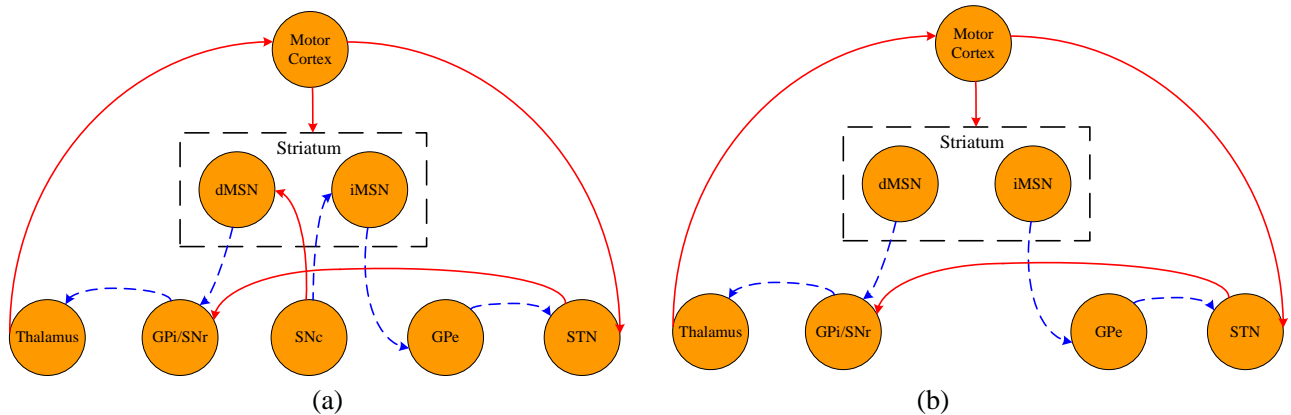 Motor
Cortex
Striatum
dMSN
iMSN
Thalamus
GPi/SNr
SNc
GPe
STN
(a)
Motor
Cortex
Striatum
dMSN
iMSN
Thalamus
GPi/SNr
GPe
STN
(b)